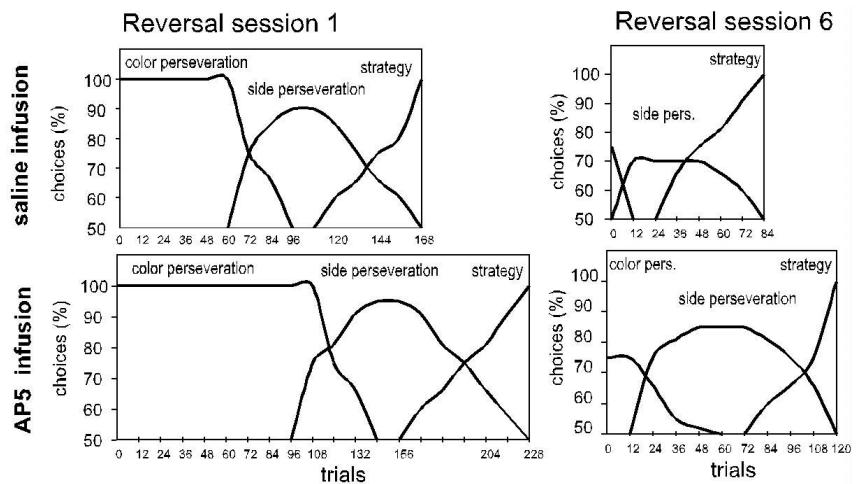 Reversal session 1
Reversal session 6
saline infusion
choices (%)
100
90
80
70
60
50
color perseveration
side perseveration
strategy
0 12 24 36 48 60 72 84 96 120 144 168
100
90
80
70
60
50
side pers.
strategy
0 12 24 36 48 60 72 84
AP5 infusion
choices (%)
100
90
80
70
60
50
color perseveration
side perseveration
strategy
0 12 24 36 48 60 72 84 96 108 132 156 204 228
trials
100
90
80
70
60
50
color pers.
side perseveration
strategy
0 12 24 36 48 60 72 84 96 108 120
trials